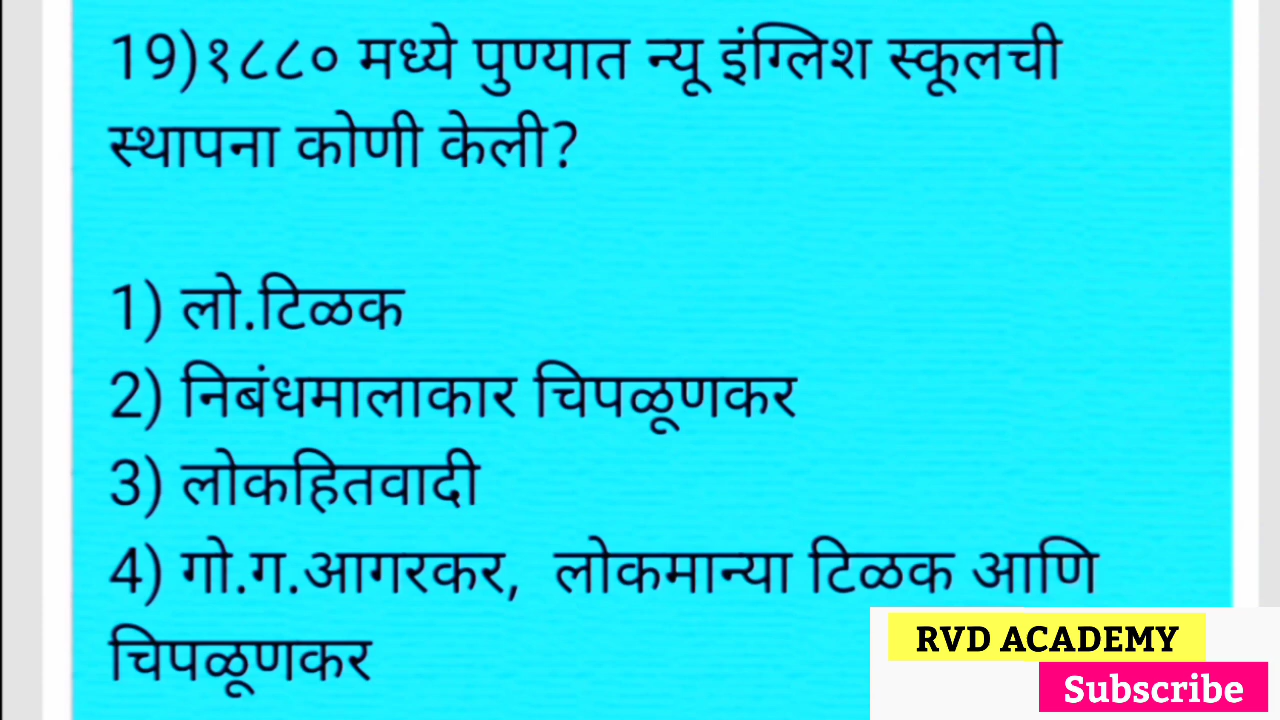 19)१८८० मध्ये पुण्यात न्यू इंग्लिश स्कूलची
स्थापना कोणी केली?
1) लो.टिळक
2) निबंधमालाकार चिपळूणकर
3) लोकहितवादी
4) गो.ग.आगरकर, लोकमान्या टिळक आणि
चिपळूणकर
RVD ACADEMY
Subscribe